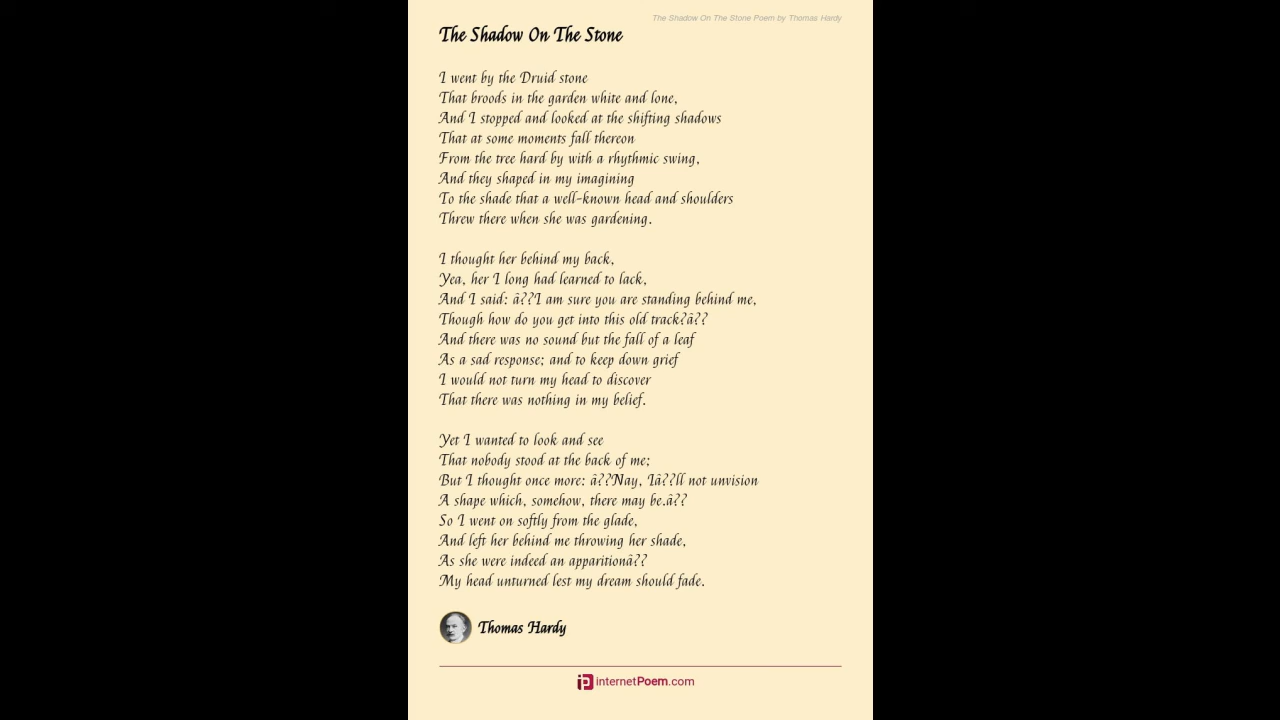 The Shadow On The Stone Poem by Thomas Hardy
The Shadow On The Stone
I went by the Druid stone
That broods in the garden white and lone,
And I stopped and looked at the shifting shadows
That at some moments fall thereon
From the tree hard by with a rhythmic swing,
And they shaped in my imagining
To the shade that a well-known head and shoulders
Threw there when she was gardening.
I thought her behind my back,
Yea, her I long had learned to lack,
And I said: â??I am sure you are standing behind me,
Though how do you get into this old track?â??
And there was no sound but the fall of a leaf
As a sad response; and to keep down grief
I would not turn my head to discover
That there was nothing in my belief.
Yet I wanted to look and see
That nobody stood at the back of me;
But I thought once more: â??Nay, Iâ??ll not unvision
A shape which, somehow, there may be.â??
So I went on softly from the glade,
And left her behind me throwing her shade,
As she were indeed an apparitionâ??
My head unturned lest my dream should fade.
Thomas Hardy
internetPoem.com